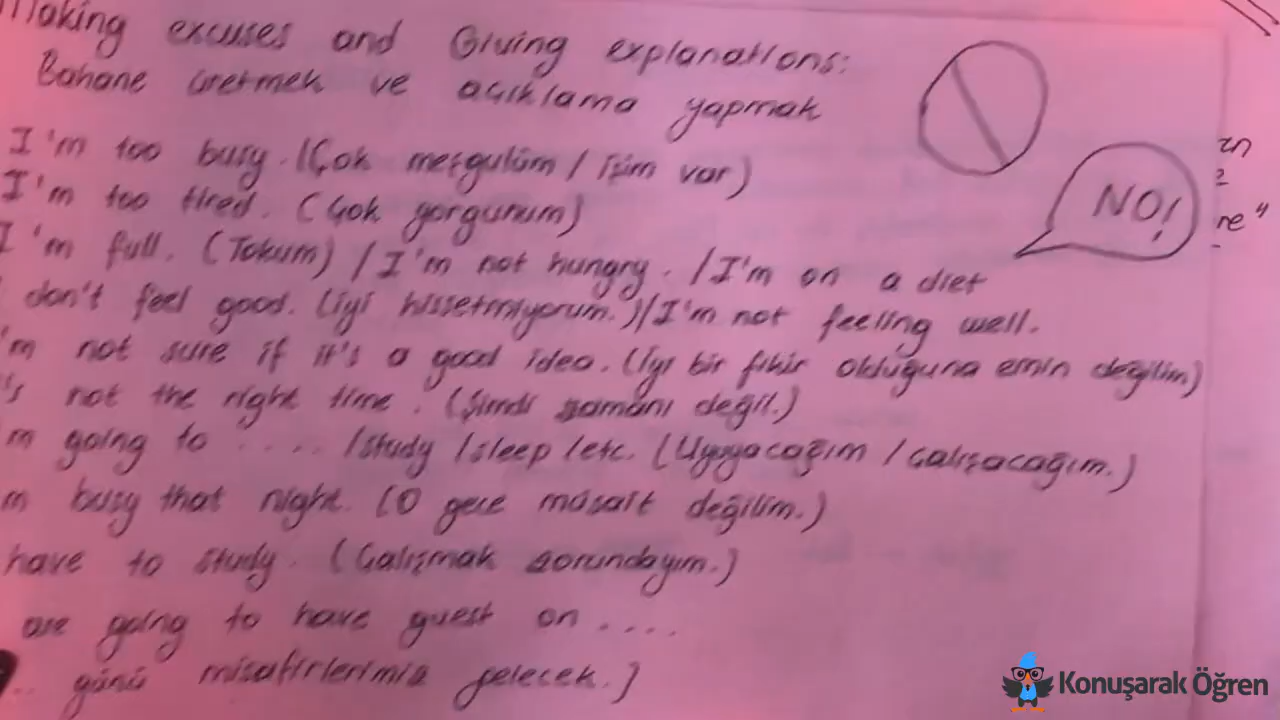 Making excuses and Giving explanations:
Bahane üretmek ve açıklama yapmak
I'm too busy. (Çok meşgulüm / işim var)
I'm too tired. (Çok yorgunum)
I'm full. (Tokum) / I'm not hungry. / I'm on a diet
don't feel good. (iyi hissetmiyorum.) / I'm not feeling well.
'm not sure if it's a good idea. (İyi bir fikir olduğuna emin değilim)
's not the right time. (Şimdi zamanı değil.)
m going to ..... /study /sleep /etc. (Uyuyacağım / çalışacağım.)
m busy that night. (O gece müsait değilim.)
have to study. (Çalışmak zorundayım.)
are going to have guest on ....
.. günü misafirlerimiz gelecek.)
NO!
re"
Konuşarak Öğren